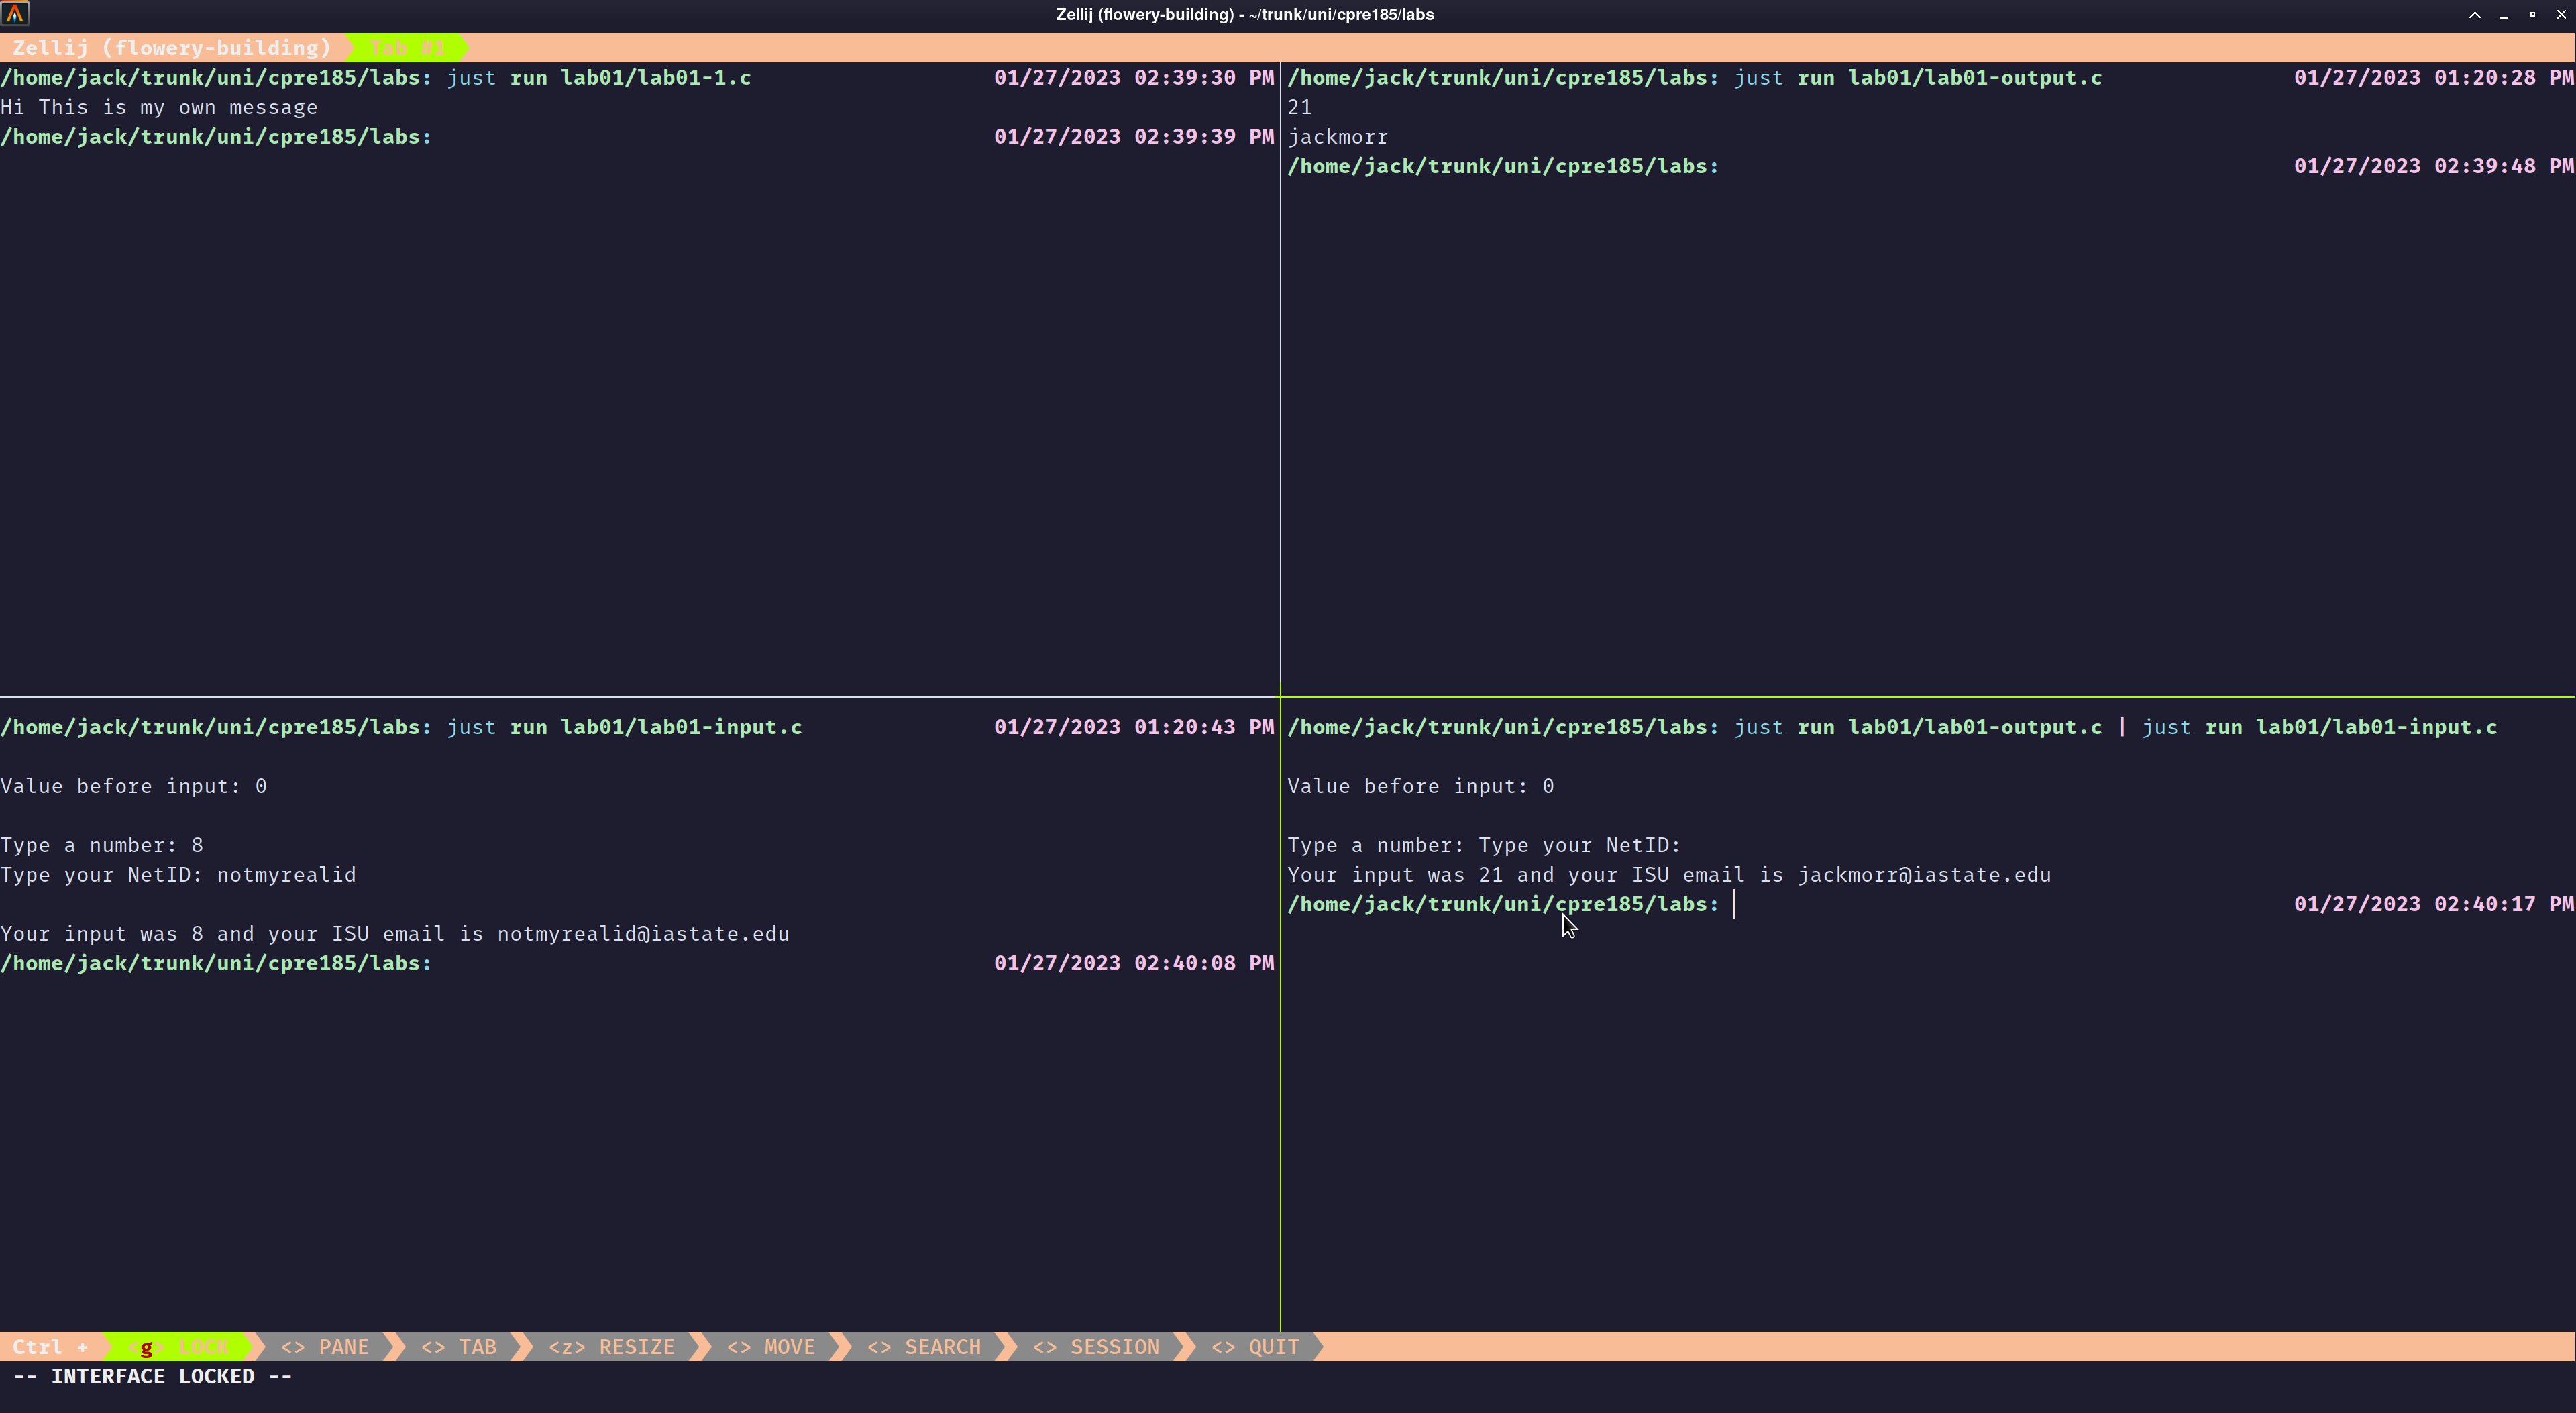 Zellij (flowery-building) - ~/trunk/uni/cpre185/labs
Zellij (flowery-building) Tab #1
/home/jack/trunk/uni/cpre185/labs: just run lab01/lab01-1.c 01/27/2023 02:39:30 PM
Hi This is my own message
/home/jack/trunk/uni/cpre185/labs: 01/27/2023 02:39:39 PM
/home/jack/trunk/uni/cpre185/labs: just run lab01/lab01-output.c 01/27/2023 01:20:28 PM
21
jackmorr
/home/jack/trunk/uni/cpre185/labs: 01/27/2023 02:39:48 PM
/home/jack/trunk/uni/cpre185/labs: just run lab01/lab01-input.c 01/27/2023 01:20:43 PM
Value before input: 0
Type a number: 8
Type your NetID: notmyrealid
Your input was 8 and your ISU email is notmyrealid@iastate.edu
/home/jack/trunk/uni/cpre185/labs: 01/27/2023 02:40:08 PM
/home/jack/trunk/uni/cpre185/labs: just run lab01/lab01-output.c | just run lab01/lab01-input.c
Value before input: 0
Type a number: Type your NetID:
Your input was 21 and your ISU email is jackmorr@iastate.edu
/home/jack/trunk/uni/cpre185/labs: 01/27/2023 02:40:17 PM
Ctrl + <g> LOCK <> PANE <> TAB <z> RESIZE <> MOVE <> SEARCH <> SESSION <> QUIT
-- INTERFACE LOCKED --